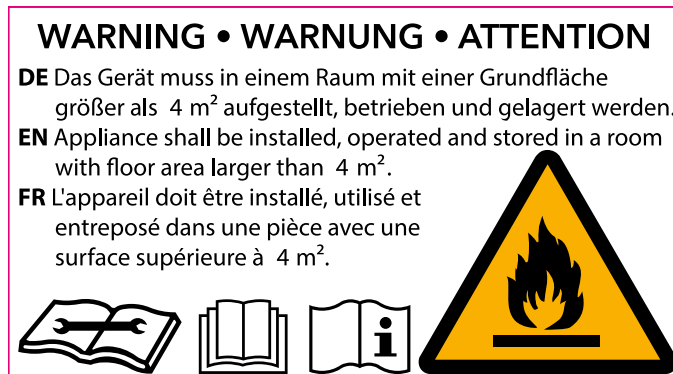 WARNING • WARNUNG • ATTENTION
DE Das Gerät muss in einem Raum mit einer Grundfläche
größer als 4 m² aufgestellt, betrieben und gelagert werden.
EN Appliance shall be installed, operated and stored in a room
with floor area larger than 4 m².
FR L'appareil doit être installé, utilisé et
entreposé dans une pièce avec une
surface supérieure à 4 m².
i